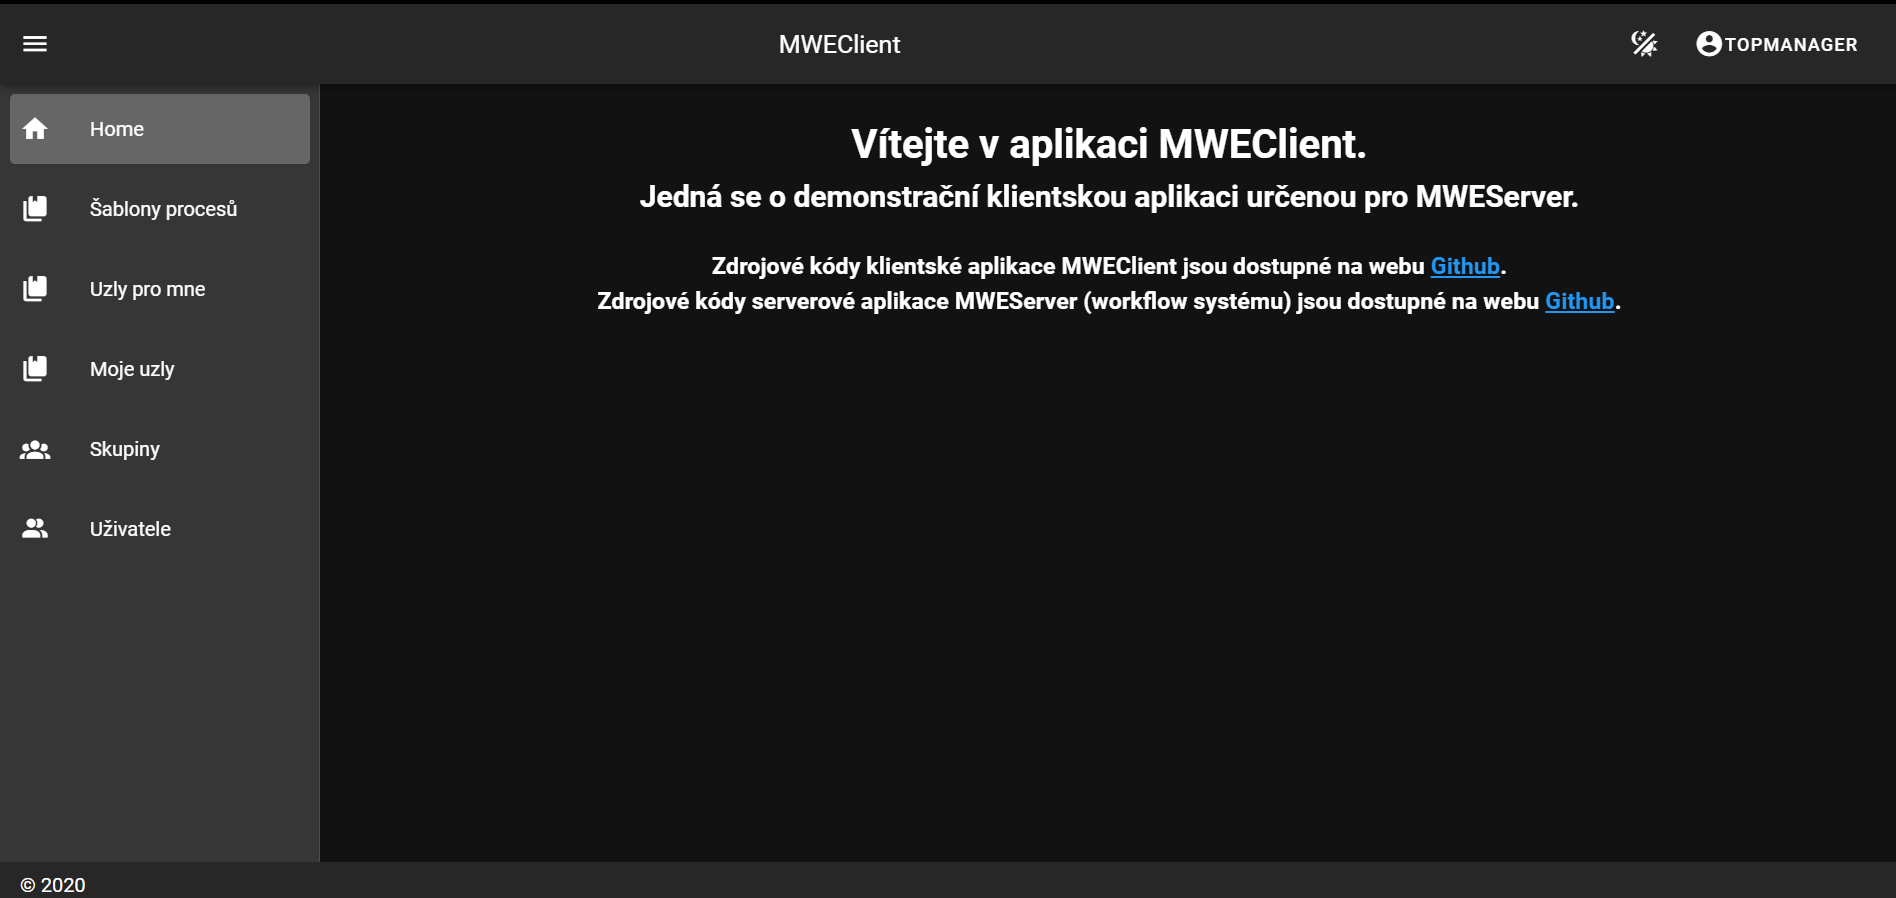 MWEClient
TOPMANAGER
Home
Šablony procesů
Uzly pro mne
Moje uzly
Skupiny
Uživatele
Vítejte v aplikaci MWEClient.
Jedná se o demonstrační klientskou aplikaci určenou pro MWEServer.
Zdrojové kódy klientské aplikace MWEClient jsou dostupné na webu Github.
Zdrojové kódy serverové aplikace MWEServer (workflow systému) jsou dostupné na webu Github.
© 2020